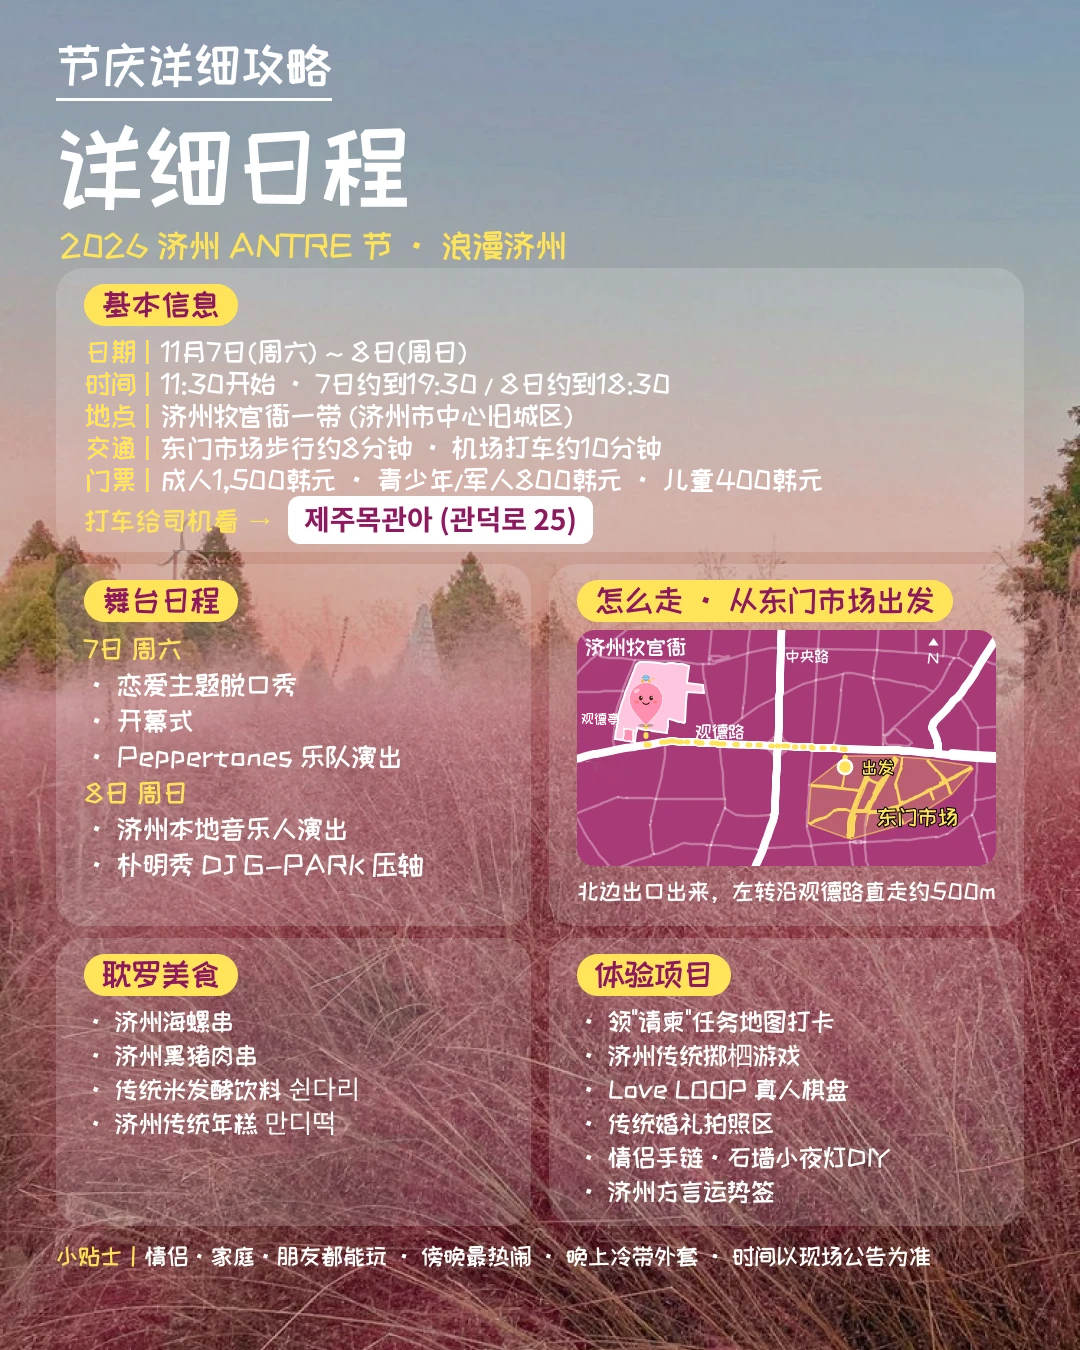 节庆详细攻略
详细日程
2026 济州 ANTRE 节 · 浪漫济州
基本信息
日期 | 11月7日(周六) ~ 8日(周日)
时间 | 11:30开始 · 7日约到19:30 / 8日约到18:30
地点 | 济州牧官衙一带 (济州市中心旧城区)
交通 | 东门市场步行约8分钟 · 机场打车约10分钟
门票 | 成人1,500韩元 · 青少年/军人800韩元 · 儿童400韩元
打车给司机看 → 제주목관아 (관덕로 25)
舞台日程
7日 周六
· 恋爱主题脱口秀
· 开幕式
· Peppertones 乐队演出
8日 周日
· 济州本地音乐人演出
· 朴明秀 DJ G-PARK 压轴
怎么走 · 从东门市场出发
济州牧官衙
中央路
N
观德亭
观德路
出发
东门市场
北边出口出来，左转沿观德路直走约500m
耽罗美食
· 济州海螺串
· 济州黑猪肉串
· 传统米发酵饮料 쉰다리
· 济州传统年糕 만디떡
体验项目
· 领"请柬"任务地图打卡
· 济州传统掷柶游戏
· Love LOOP 真人棋盘
· 传统婚礼拍照区
· 情侣手链·石墙小夜灯DIY
· 济州方言运势签
小贴士 | 情侣·家庭·朋友都能玩 · 傍晚最热闹 · 晚上冷带外套 · 时间以现场公告为准